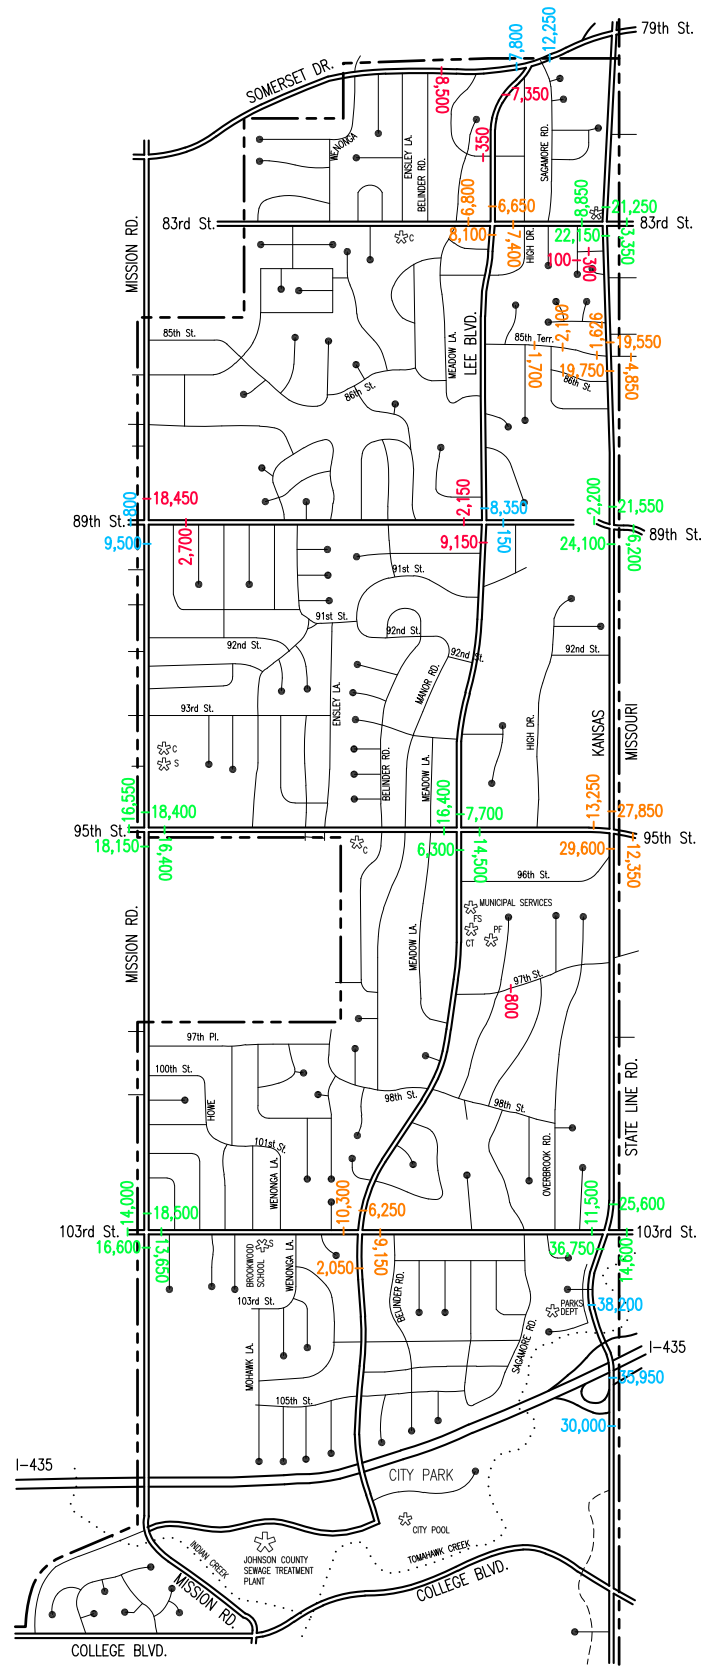 79th St.
12,250
7,800
SOMERSET DR.
8,500
7,350
WENONGA
350
ENSLEY LA.
BELINDER RD.
SAGAMORE RD.
9,800
6,650
8,850
21,250
83rd St.
83rd St.
MISSION RD.
8,100
7,400
HIGH DR.
22,150
3,350
C
100
300
85th St.
MEADOW LA.
LEE BLVD.
85th Terr.
2,100
1,626
19,550
1,700
19,750
4,850
86th St.
86th St.
800
18,450
2,150
8,350
2,200
21,550
89th St.
89th St.
9,500
2,700
9,150
150
24,100
6,200
91st St.
91st St.
92nd St.
92nd St.
92nd St.
92nd St.
MANOR RD.
93rd St.
ENSLEY LA.
HIGH DR.
KANSAS
MISSOURI
C
S
BELINDER RD.
MEADOW LA.
16,550
18,400
16,400
7,700
13,250
27,850
95th St.
95th St.
18,150
16,400
C
6,300
14,500
29,600
12,350
96th St.
MUNICIPAL SERVICES
FS
CT
PF
MISSION RD.
MEADOW LA.
97th St.
800
97th Pl.
100th St.
98th St.
98th St.
HOWE
STATE LINE RD.
101st St.
WENONGA LA.
OVERBROOK RD.
14,000
18,500
10,300
6,250
11,500
25,600
103rd St.
103rd St.
16,600
13,650
S
BROOKWOOD
SCHOOL
WENONGA LA.
2,050
9,150
36,750
14,600
103rd St.
BELINDER RD.
38,200
PARKS
DEPT
MOHAWK LA.
SAGAMORE RD.
I-435
35,950
105th St.
30,000
I-435
CITY PARK
CITY POOL
INDIAN CREEK
JOHNSON COUNTY
SEWAGE TREATMENT
PLANT
TOMAHAWK CREEK
MISSION RD.
COLLEGE BLVD.
COLLEGE BLVD.